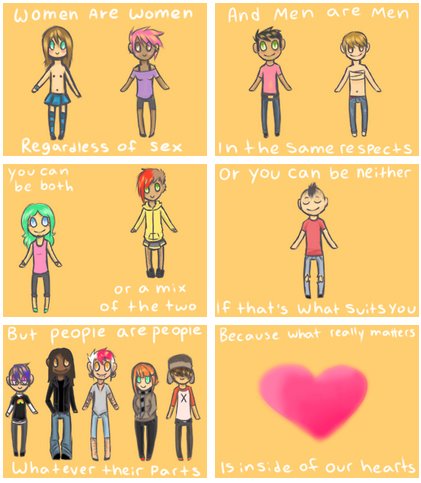 Women Are Women
Regardless of sex
And Men are Men
In the same respects
you can
be both
or a mix
of the two
Or you can be neither
If that's what suits you
But people are people
Whatever their parts
Because what really matters
Is inside of our hearts